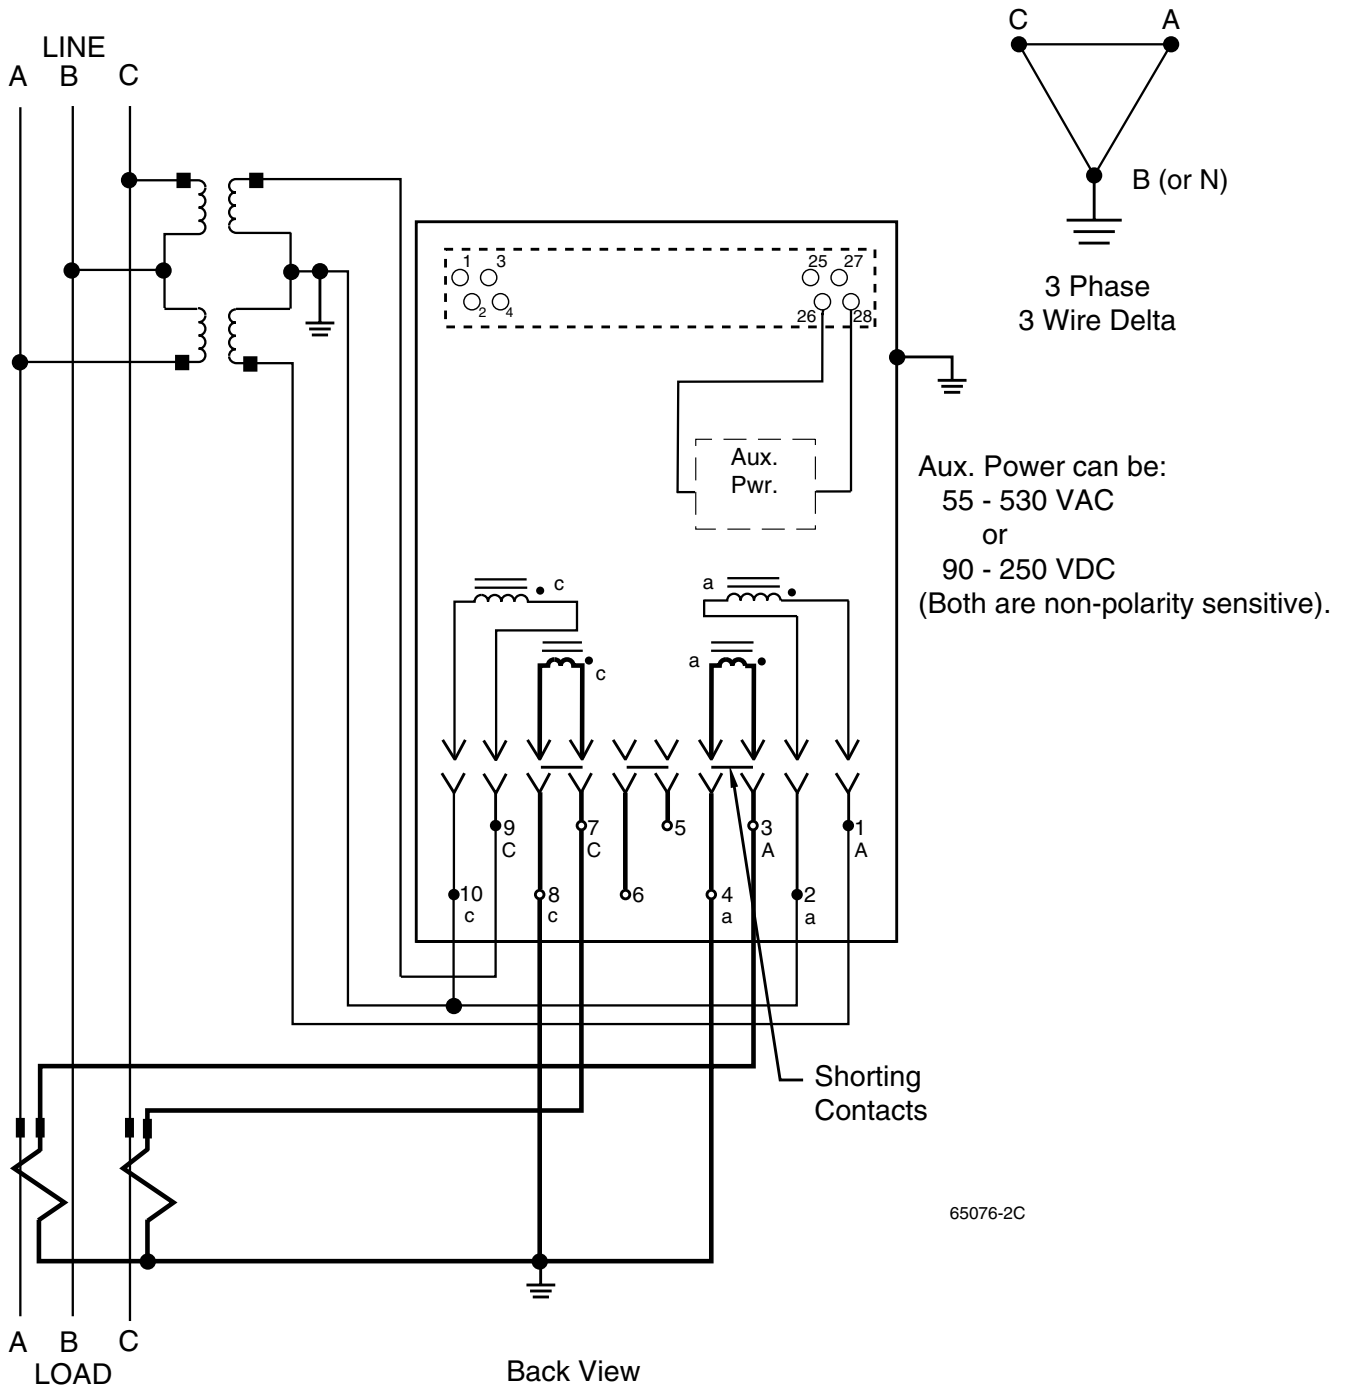 LINE
A B C
C A
B (or N)
3 Phase
3 Wire Delta
1 3
2 4
25 27
26 28
Aux.
Pwr.
Aux. Power can be:
55 - 530 VAC
or
90 - 250 VDC
(Both are non-polarity sensitive).
c
a
c
a
9
C
7
C
5
3
A
1
A
10
c
8
c
6
4
a
2
a
Shorting
Contacts
65076-2C
A B C
LOAD
Back View